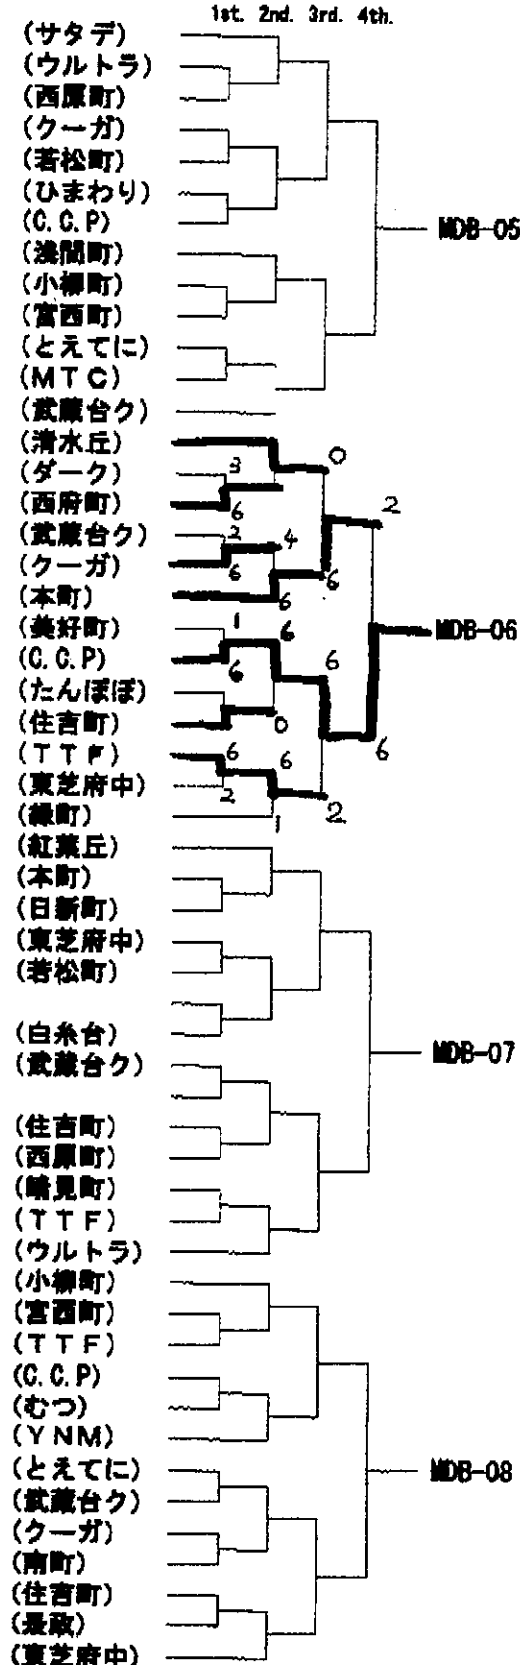 1st. 2nd. 3rd. 4th.
(サタデ)
(ウルトラ)
(西原町)
(クーガ)
(若松町)
(ひまわり)
(C.C.P)
MDB-05
(浅間町)
(小柳町)
(宮西町)
(とえてに)
(MTC)
(武蔵台ク)
(清水丘)
0
(ダーク)
3
(西府町)
6
2
(武蔵台ク)
2
4
(クーガ)
6
6
(本町)
6
(美好町)
1
6
MDB-06
(C.C.P)
6
6
(たんぽぽ)
(住吉町)
0
(TTF)
6
6
6
(東芝府中)
2
2
(緑町)
1
(紅葉丘)
(本町)
(日新町)
(東芝府中)
(若松町)
(白糸台)
MDB-07
(武蔵台ク)
(住吉町)
(西原町)
(晴見町)
(TTF)
(ウルトラ)
(小柳町)
(宮西町)
(TTF)
(C.C.P)
(むつ)
(YNM)
(とえてに)
MDB-08
(武蔵台ク)
(クーガ)
(南町)
(住吉町)
(是政)
(東芝府中)